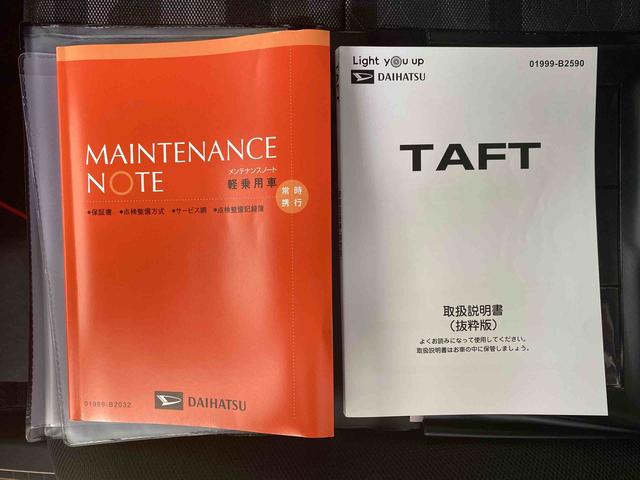 MAINTENANCE
NOTE
メンテナンスノート
軽乗用車
常時
携行
●保証書 ●点検整備方式 ●サービス網 ●点検整備記録簿
01999-B2032
DAIHATSU
Light you up
DAIHATSU
01999-B2590
TAFT
取扱説明書
（抜粋版）
よくお読みになって使用してください。
取扱説明書はお車の中に保管しましょう。